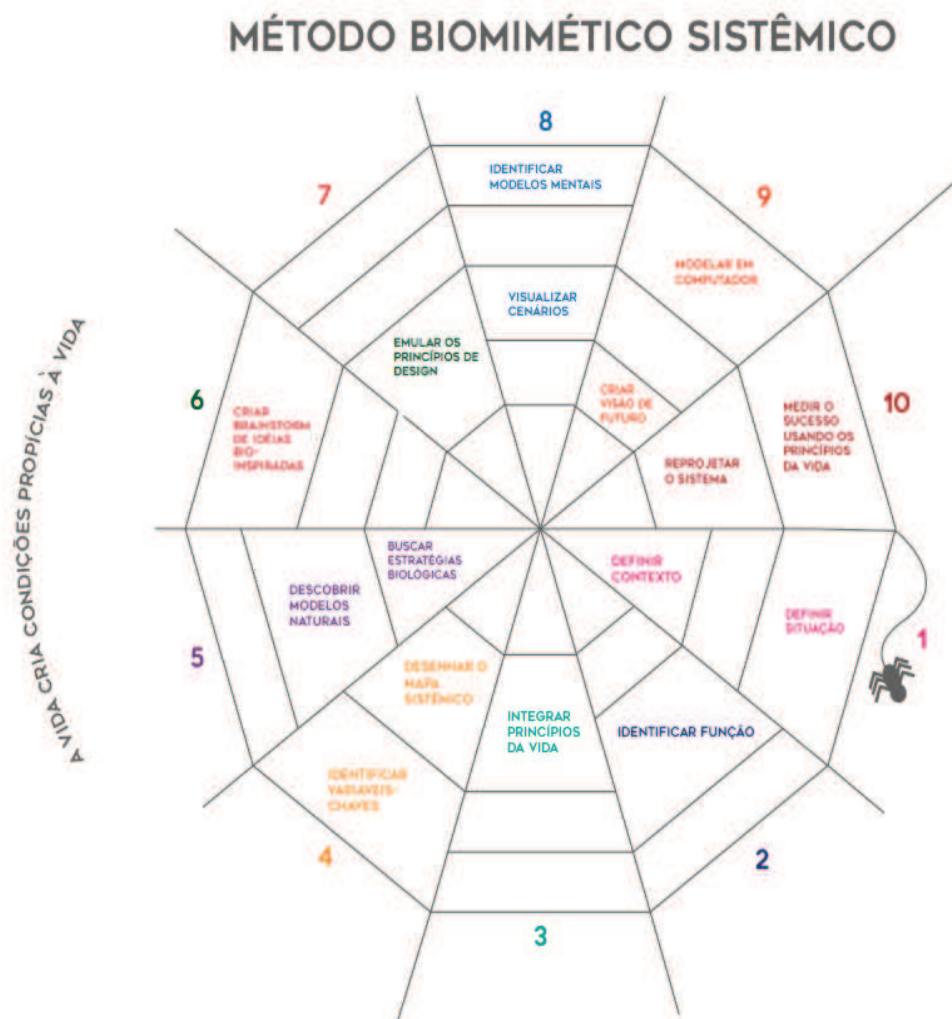 MÉTODO BIOMIMÉTICO SISTÊMICO
8
IDENTIFICAR
MODELOS MENTAIS
7
9
MODELAR EM
COMPUTADOR
VISUALIZAR
CENÁRIOS
EMULAR OS
PRINCÍPIOS DE
DESIGN
6
CRIAR
BRAINSTORM
DE IDÉIAS
BIO-
INSPIRADAS
CRIAR
VISÃO DE
FUTURO
10
MEDIR O
SUCESSO
USANDO OS
PRINCÍPIOS
DA VIDA
REPROJETAR
O SISTEMA
A VIDA CRIA CONDIÇÕES PROPÍCIAS À VIDA
BUSCAR
ESTRATÉGIAS
BIOLÓGICAS
DESCOBRIR
MODELOS
NATURAIS
5
DEFINIR
CONTEXTO
DEFINIR
SITUAÇÃO
1
DESENHAR O
MAPA
SISTÊMICO
INTEGRAR
PRINCÍPIOS
DA VIDA
IDENTIFICAR FUNÇÃO
IDENTIFICAR
VARIAVEIS-
CHAVES
4
2
3